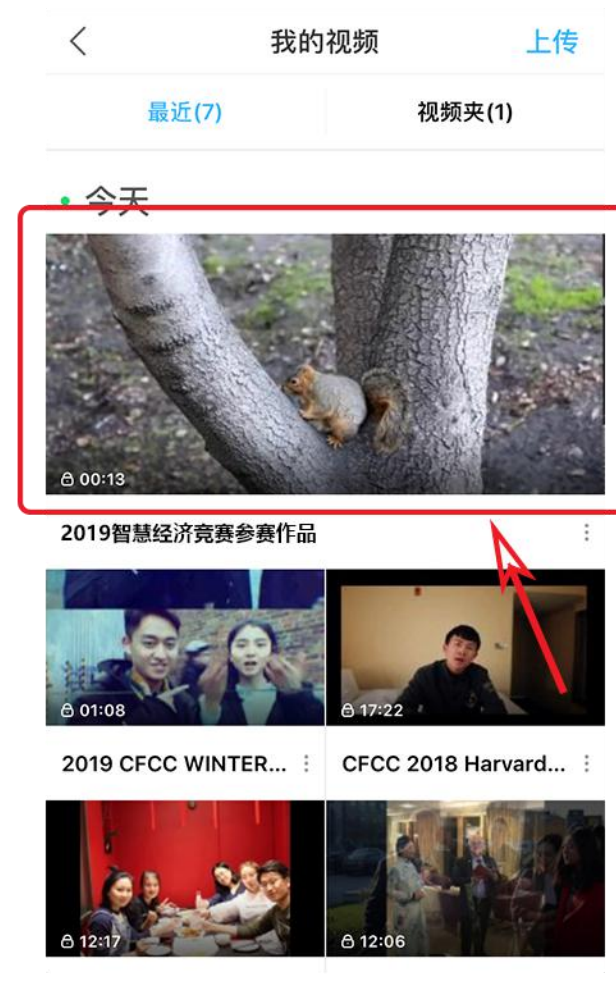 我的视频
上传
最近(7)
视频夹(1)
今天
00:13
2019智慧经济竞赛参赛作品
01:08
17:22
2019 CFCC WINTER...
CFCC 2018 Harvard...
12:17
12:06